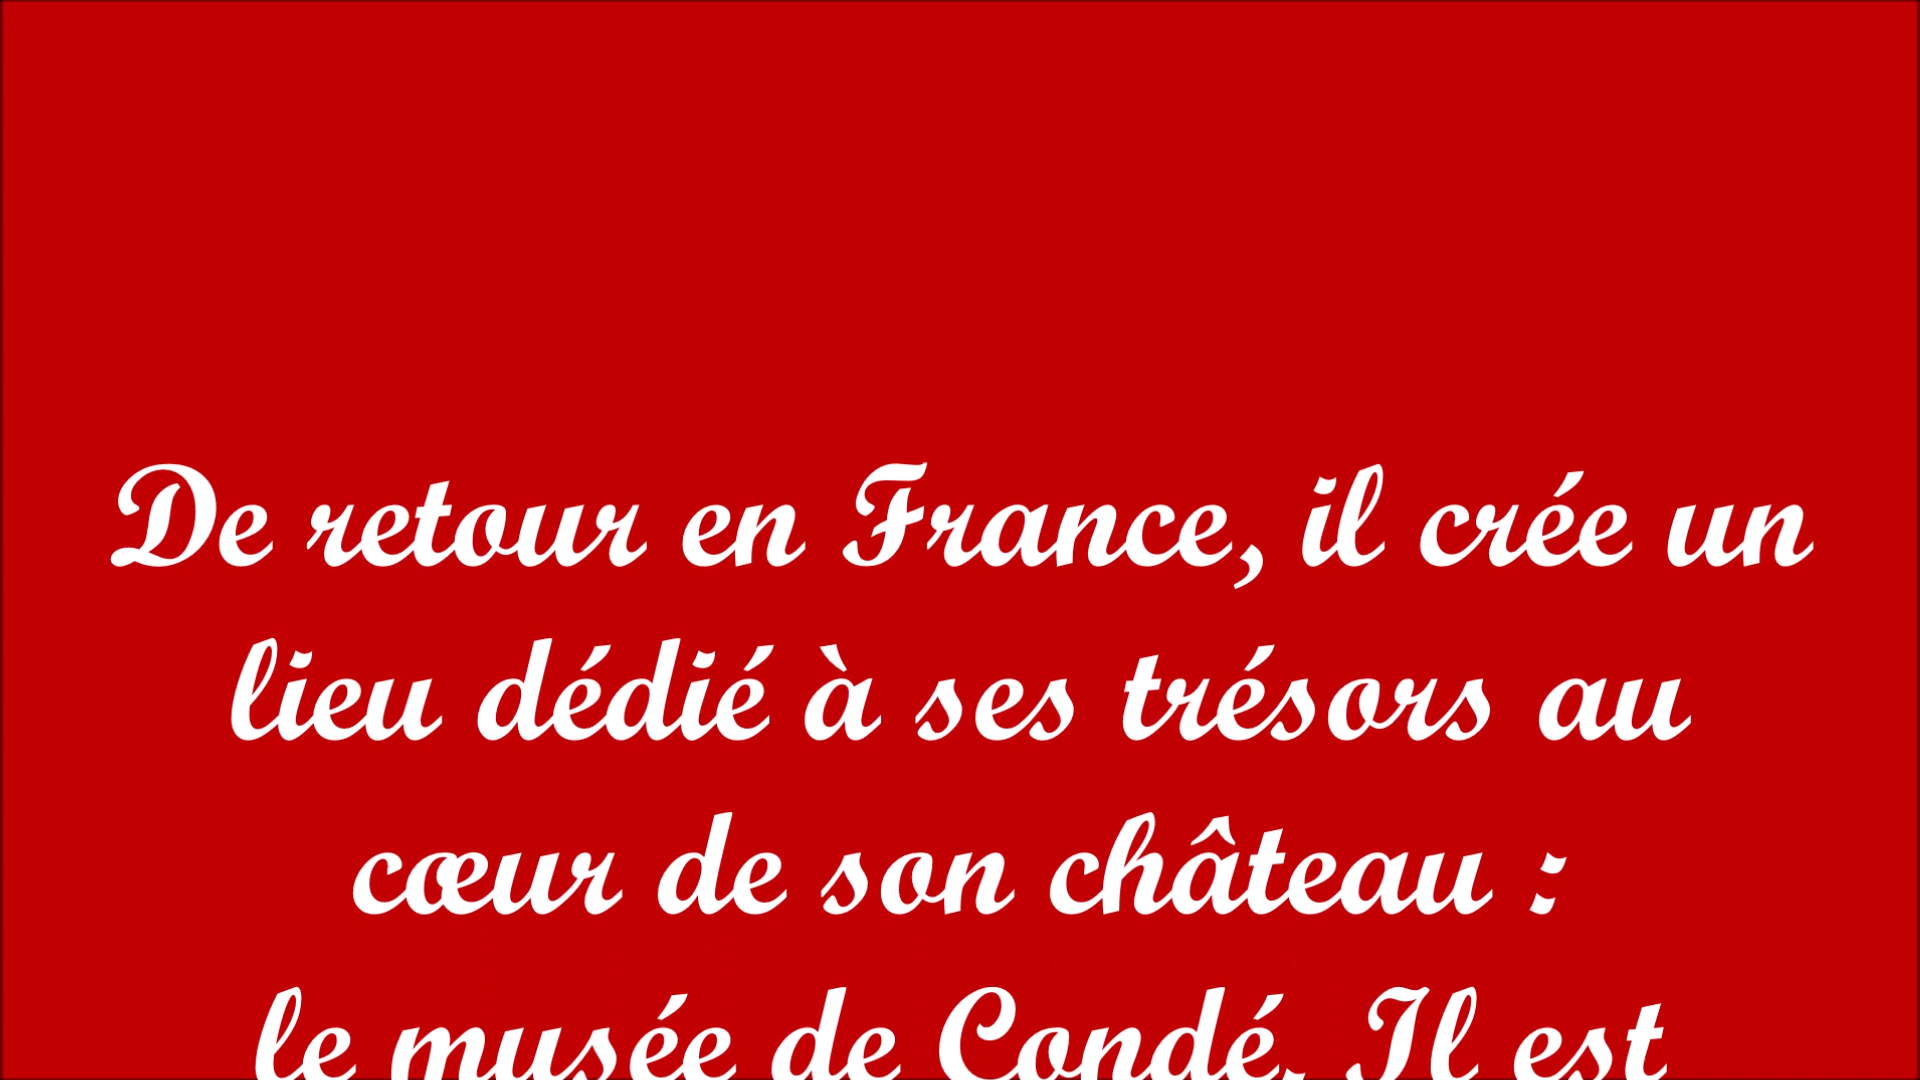 De retour en France, il crée un
lieu dédié à ses trésors au
cœur de son château :
le musée de Condé. Il est